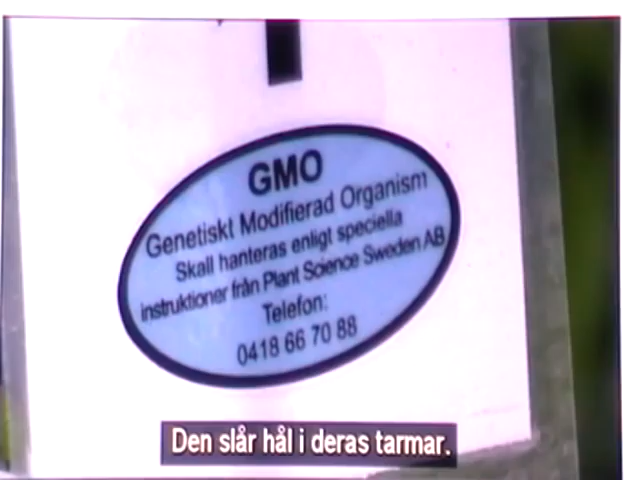 GMO
Genetiskt Modifierad Organism
Skall hanteras enligt speciella
instruktioner från Plant Science Sweden AB
Telefon:
0418 66 70 88
Den slår hål i deras tarmar.